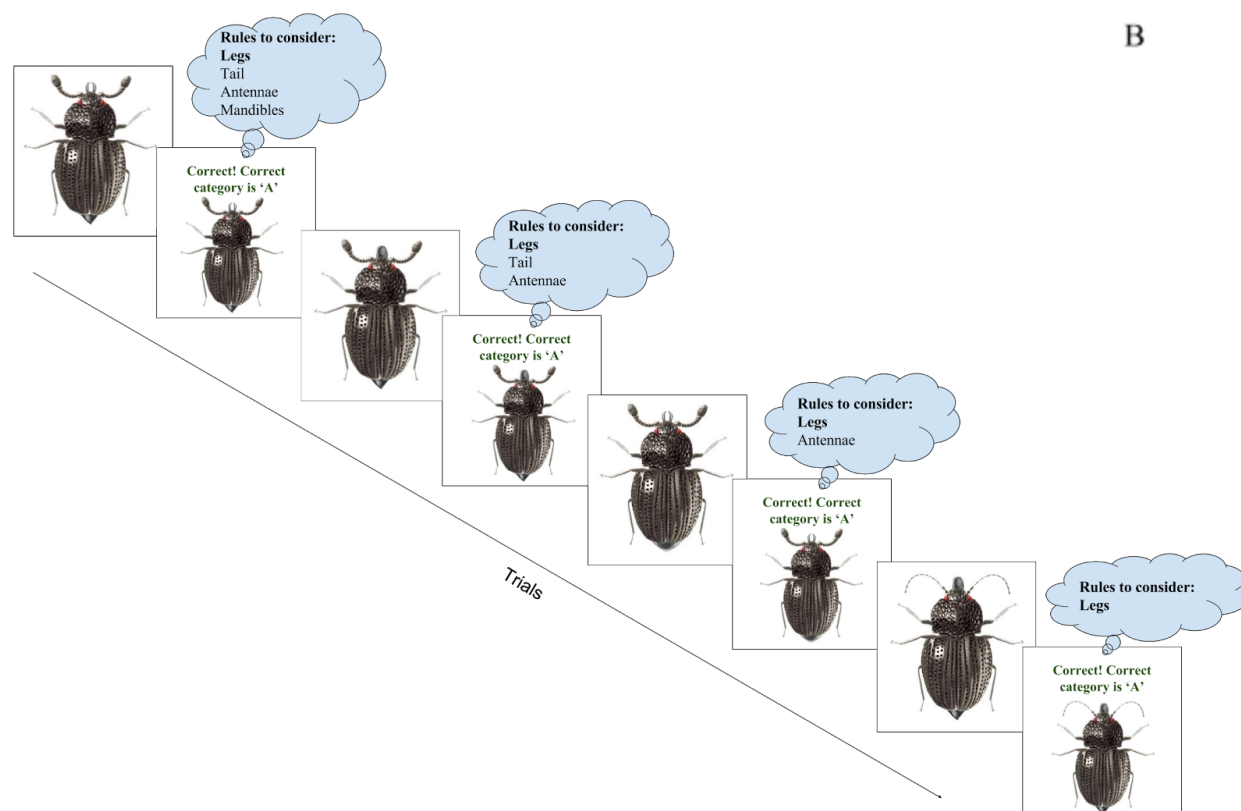 B
Rules to consider:
Legs
Tail
Antennae
Mandibles
Correct! Correct
category is ‘A’
Rules to consider:
Legs
Tail
Antennae
Correct! Correct
category is ‘A’
Rules to consider:
Legs
Antennae
Correct! Correct
category is ‘A’
Rules to consider:
Legs
Correct! Correct
category is ‘A’
Trials